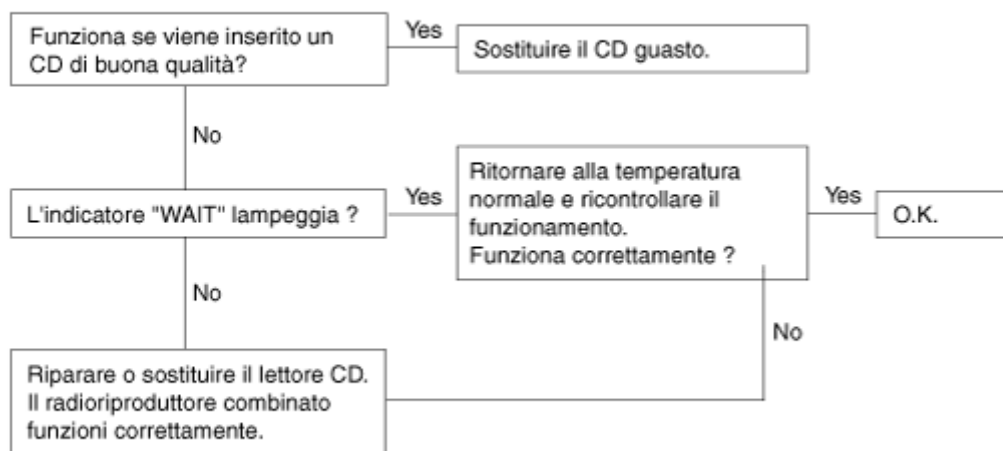 Funziona se viene inserito un
CD di buona qualità?
Yes
Sostituire il CD guasto.
No
L'indicatore "WAIT" lampeggia ?
Yes
Ritornare alla temperatura
normale e ricontrollare il
funzionamento.
Funziona correttamente ?
Yes
O.K.
No
No
Riparare o sostituire il lettore CD.
Il radioriproduttore combinato
funzioni correttamente.